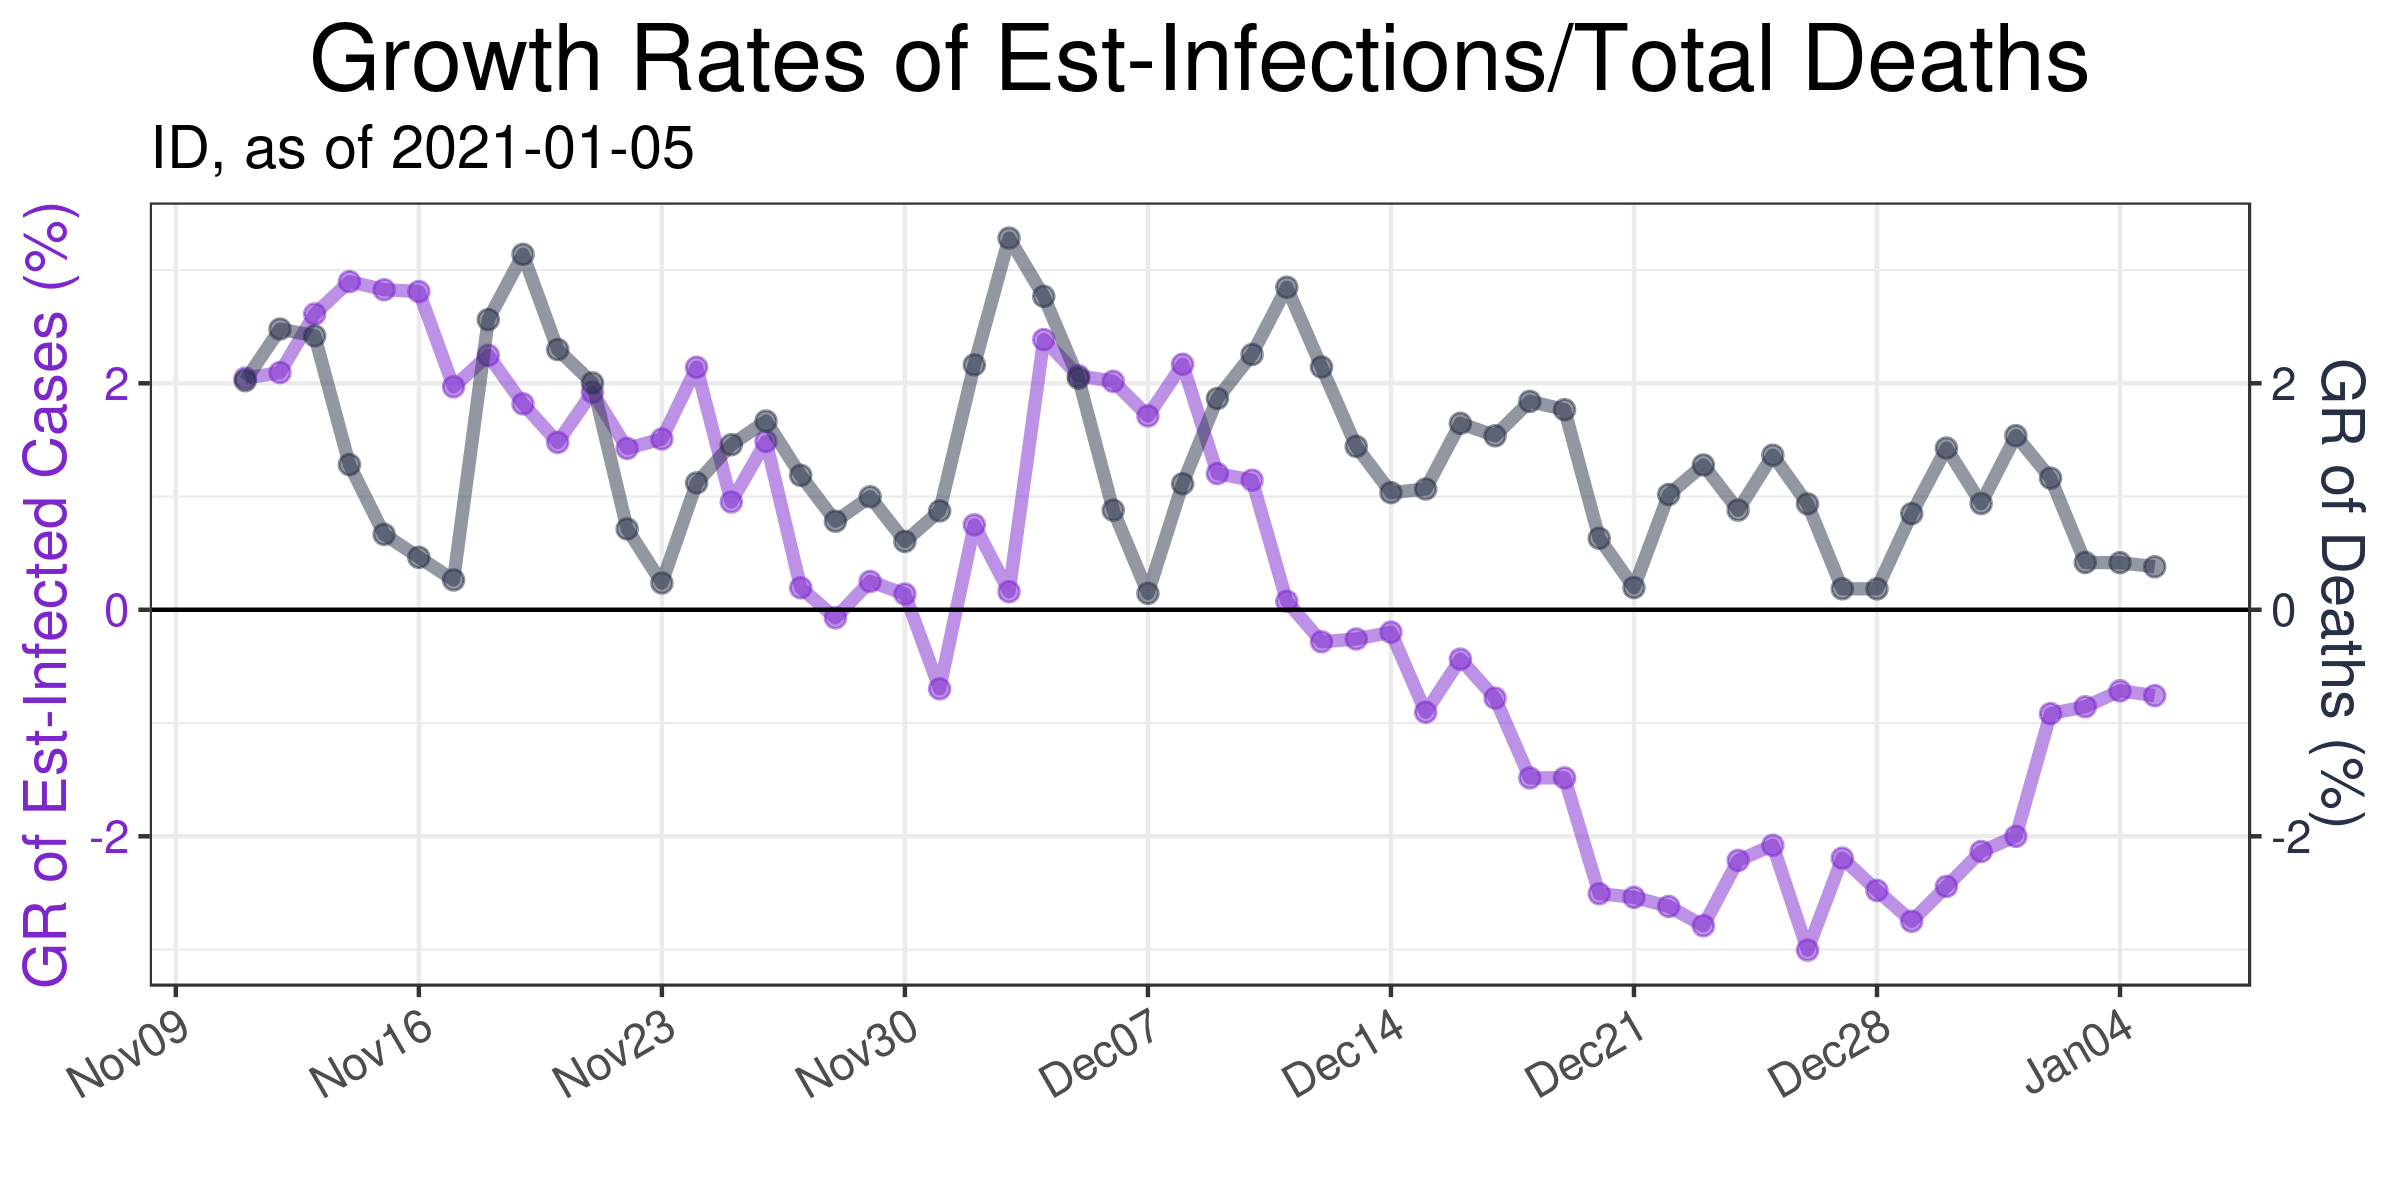 Growth Rates of Est-Infections/Total Deaths
ID, as of 2021-01-05
GR of Est-Infected Cases (%)
2
0
-2
2
0
-2
GR of Deaths (%)
Nov09
Nov16
Nov23
Nov30
Dec07
Dec14
Dec21
Dec28
Jan04